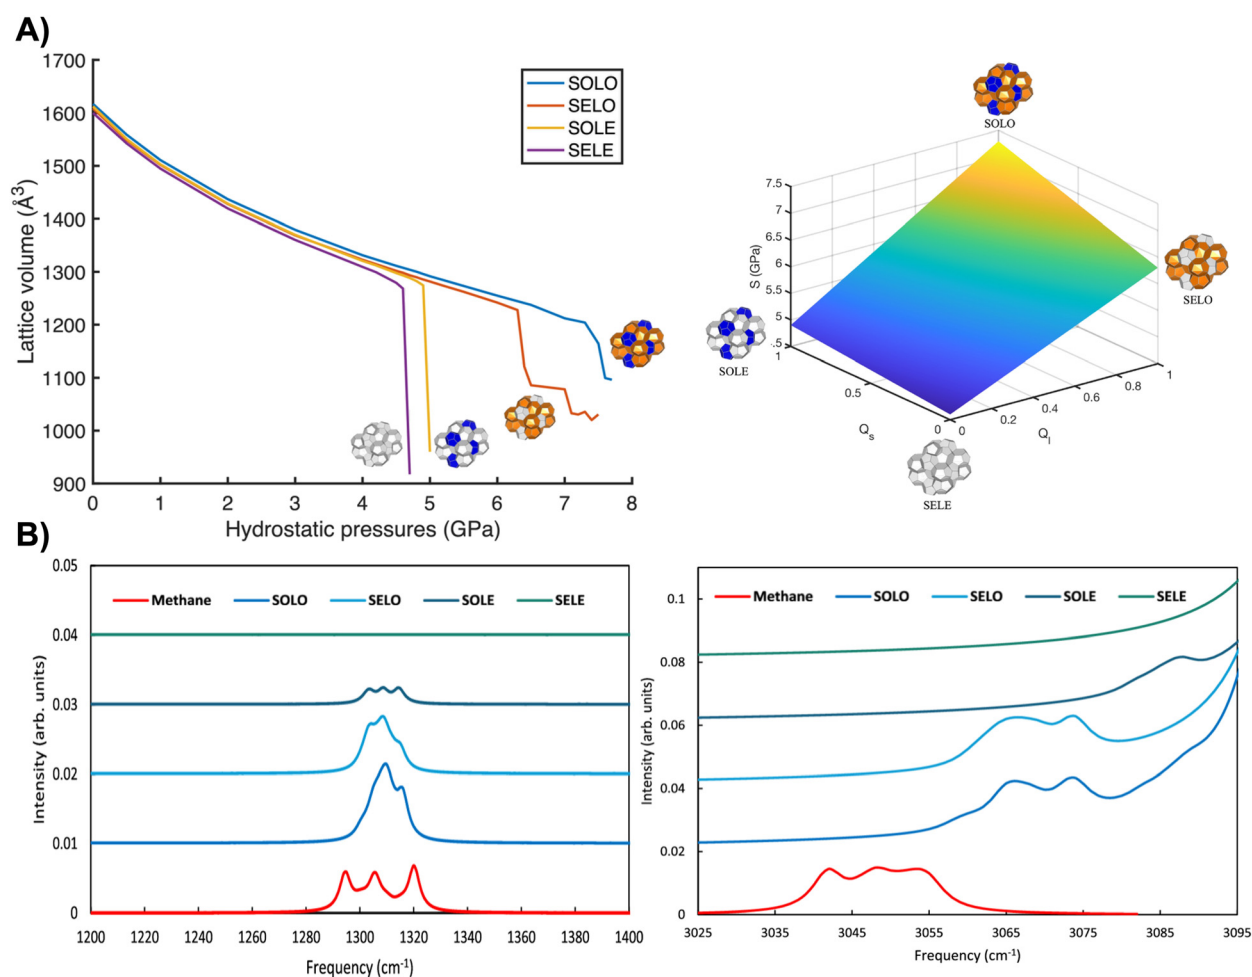 A)
1700
1600
1500
1400
1300
1200
1100
1000
900
0 1 2 3 4 5 6 7 8
Lattice volume (Å³)
Hydrostatic pressures (GPa)
SOLO
SELO
SOLE
SELE
SOLO
7.5
7
6.5
6
5.5
5
.5
S (GPa)
SELO
SOLE
1
0.5
0
Qs
0 0.2 0.4 0.6 0.8 1
Ql
SELE
B)
0.05
0.04
0.03
0.02
0.01
0
Intensity (arb. units)
Methane SOLO SELO SOLE SELE
1200 1220 1240 1260 1280 1300 1320 1340 1360 1380 1400
Frequency (cm⁻¹)
0.1
0.08
0.06
0.04
0.02
0
Intensity (arb. units)
Methane SOLO SELO SOLE SELE
3025 3035 3045 3055 3065 3075 3085 3095
Frequency (cm⁻¹)